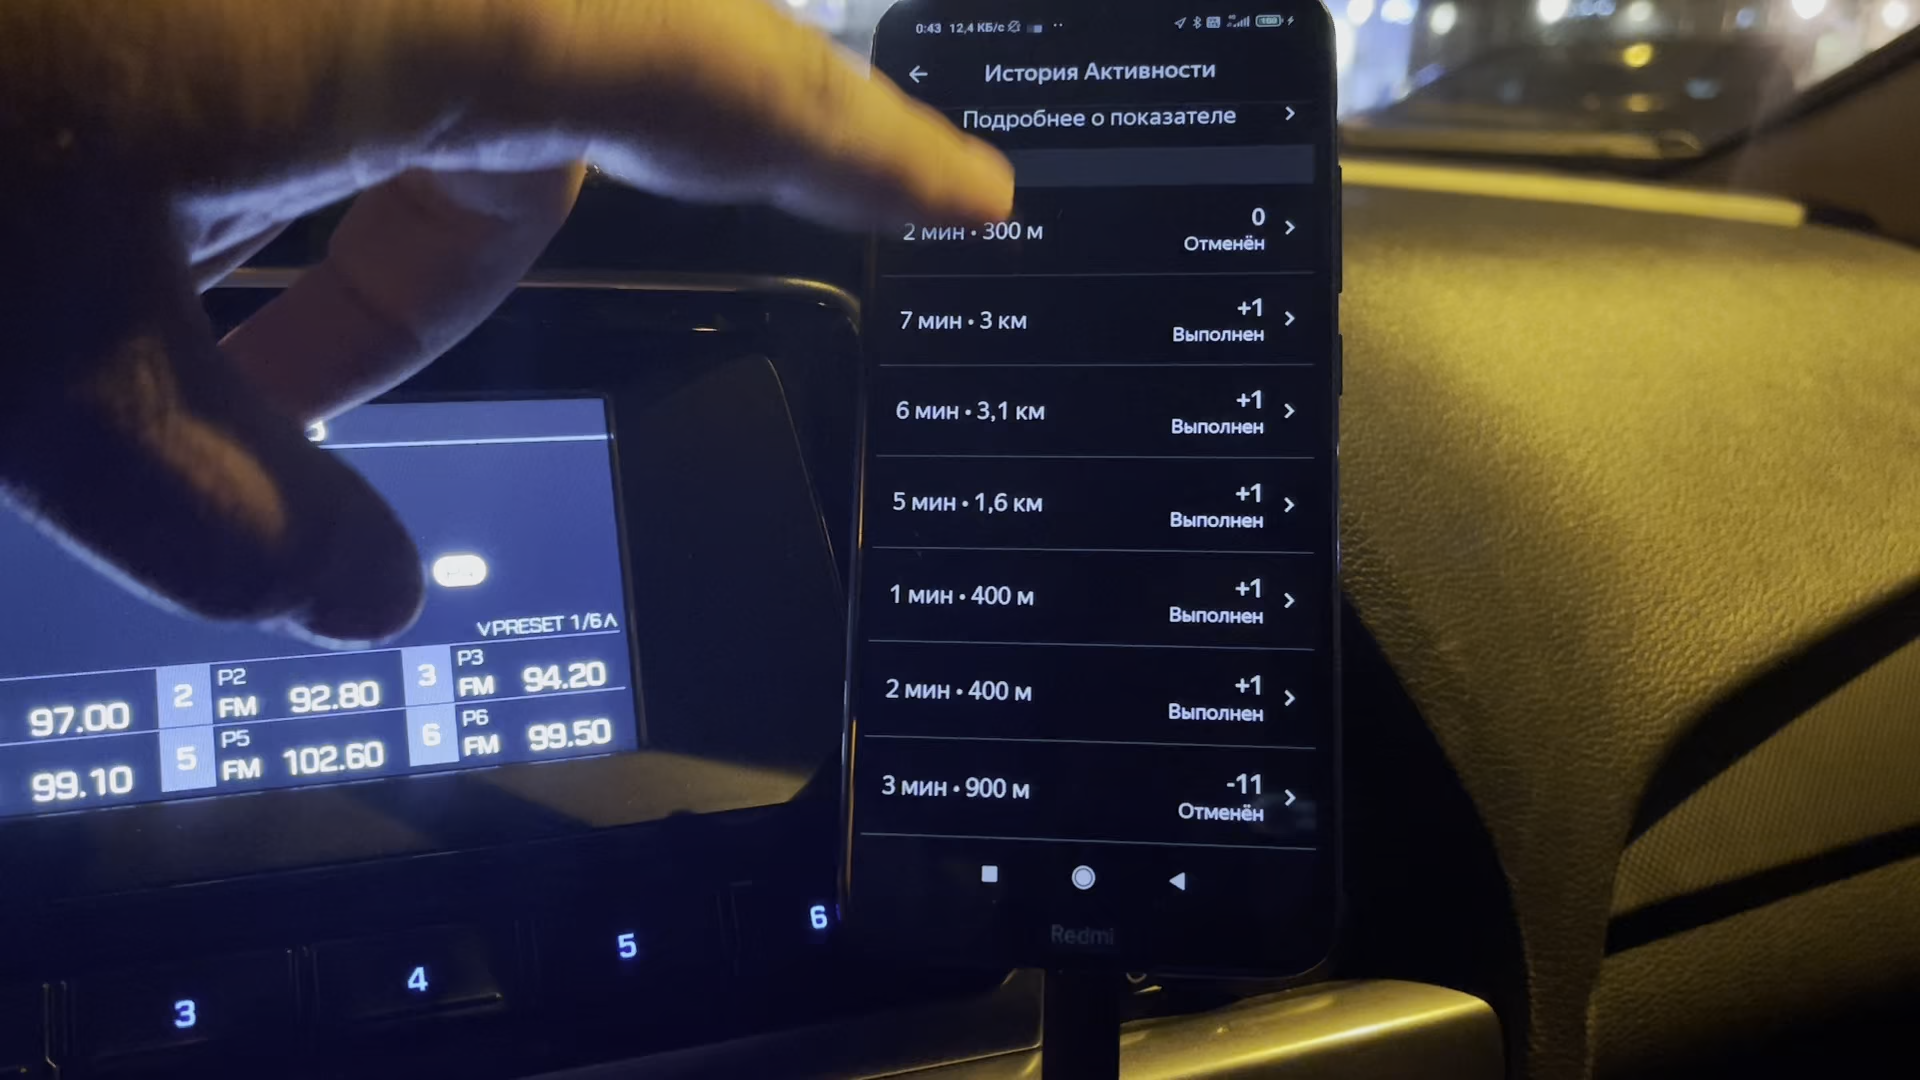 0:43 12,4 КБ/с
100
История Активности
Подробнее о показателе
2 мин • 300 м
0
Отменён
7 мин • 3 км
+1
Выполнен
6 мин • 3,1 км
+1
Выполнен
5 мин • 1,6 км
+1
Выполнен
1 мин • 400 м
+1
Выполнен
2 мин • 400 м
+1
Выполнен
3 мин • 900 м
-11
Отменён
Redmi
VPRESET 1/6Λ
97.00
2 P2 FM 92.80
3 P3 FM 94.20
99.10
5 P5 FM 102.60
6 P6 FM 99.50
3
4
5
6